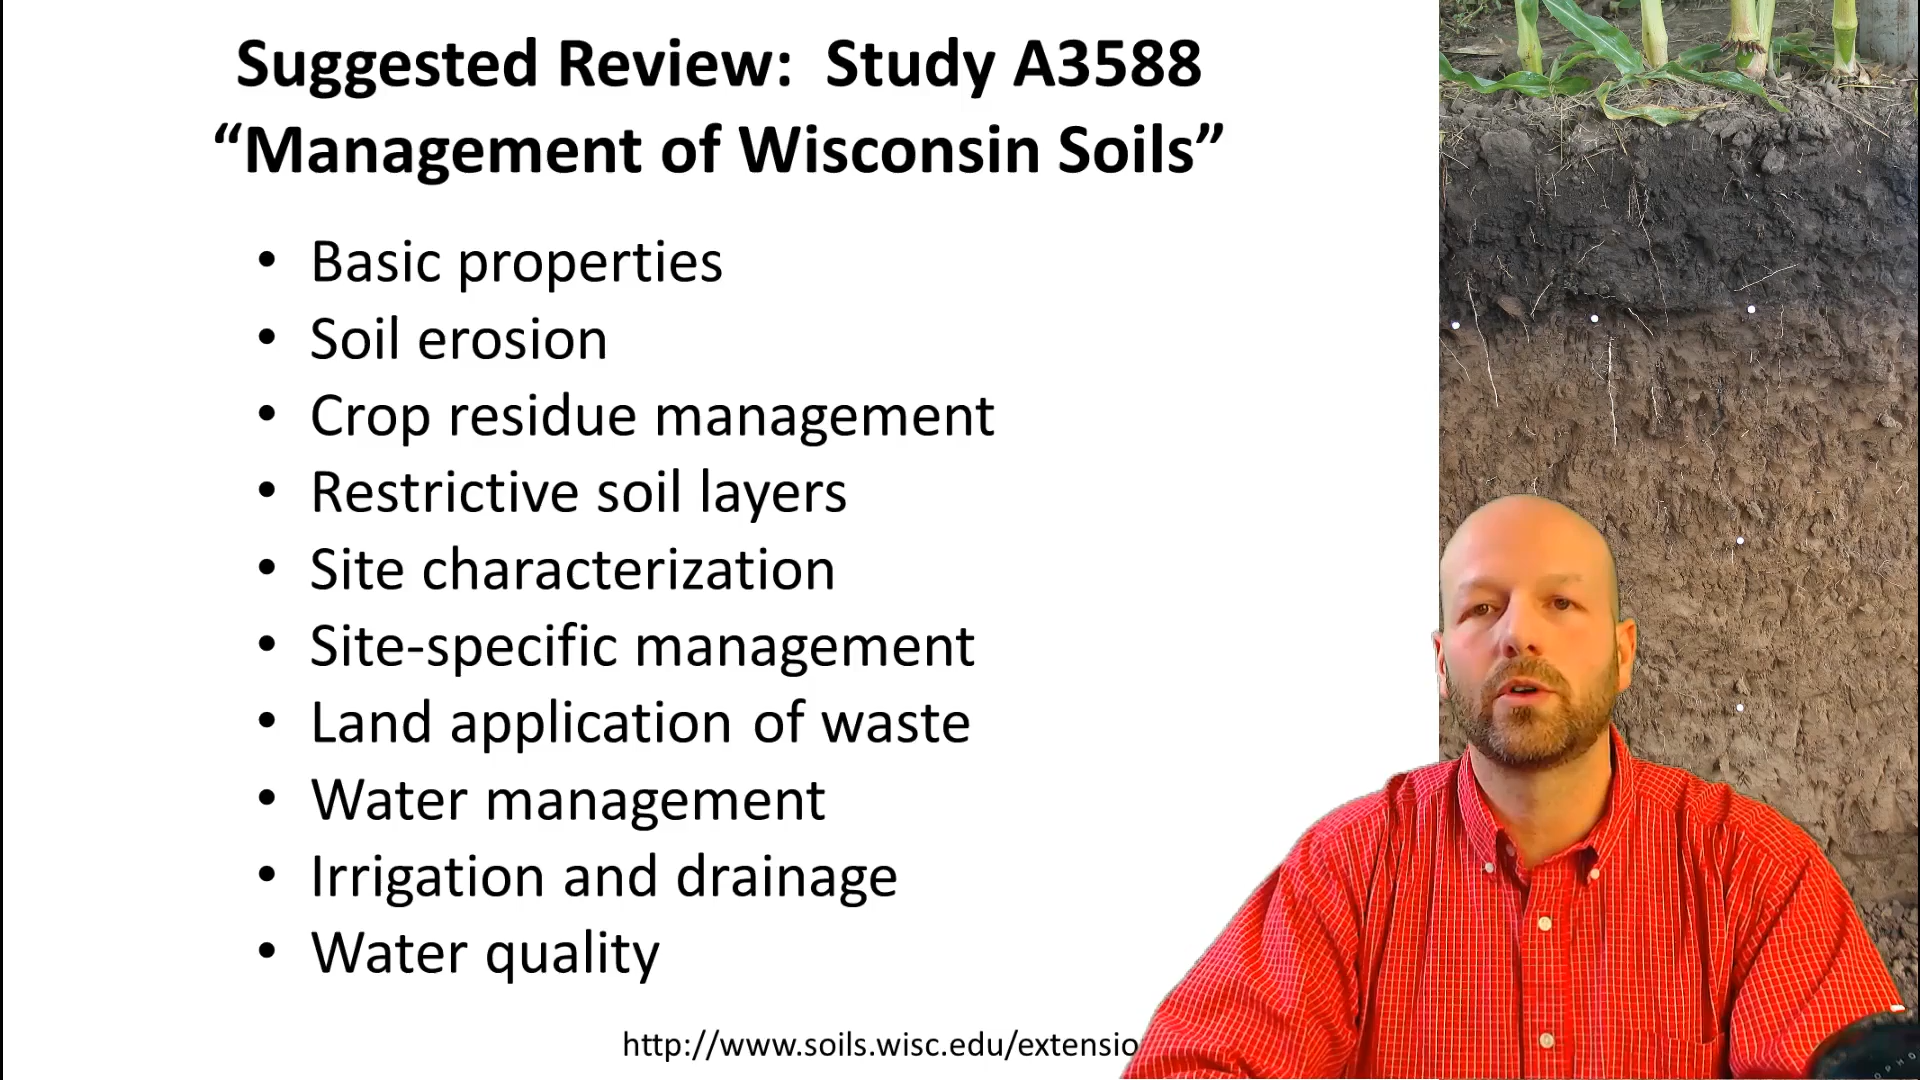 Suggested Review: Study A3588
“Management of Wisconsin Soils”
• Basic properties
• Soil erosion
• Crop residue management
• Restrictive soil layers
• Site characterization
• Site-specific management
• Land application of waste
• Water management
• Irrigation and drainage
• Water quality
http://www.soils.wisc.edu/extensio